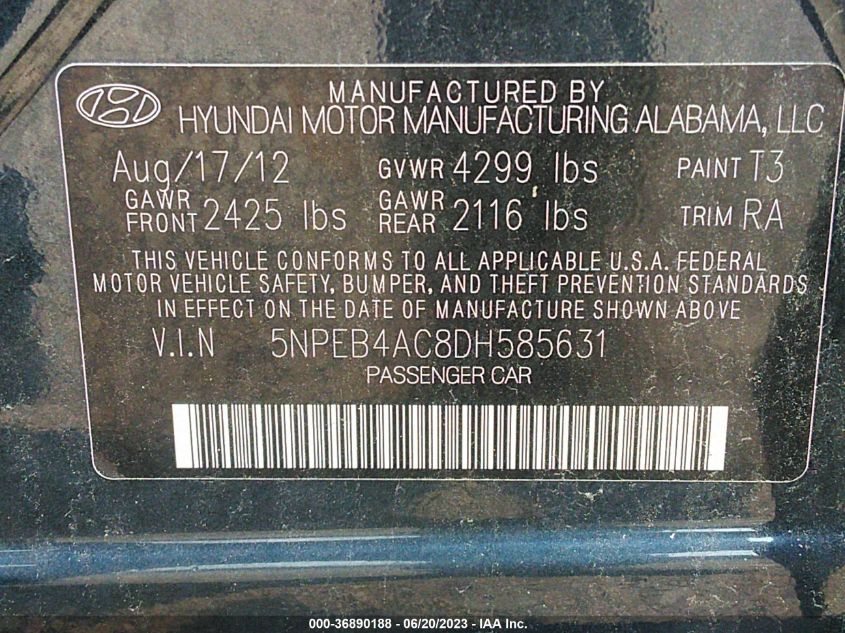 MANUFACTURED BY
HYUNDAI MOTOR MANUFACTURING ALABAMA, LLC
Aug/17/12 GVWR 4299 lbs PAINT T3
GAWR FRONT 2425 lbs GAWR REAR 2116 lbs TRIM RA
THIS VEHICLE CONFORMS TO ALL APPLICABLE U.S.A. FEDERAL
MOTOR VEHICLE SAFETY, BUMPER, AND THEFT PREVENTION STANDARDS
IN EFFECT ON THE DATE OF MANUFACTURE SHOWN ABOVE
V.I.N 5NPEB4AC8DH585631
PASSENGER CAR
000-36890188 - 06/20/2023 - IAA Inc.